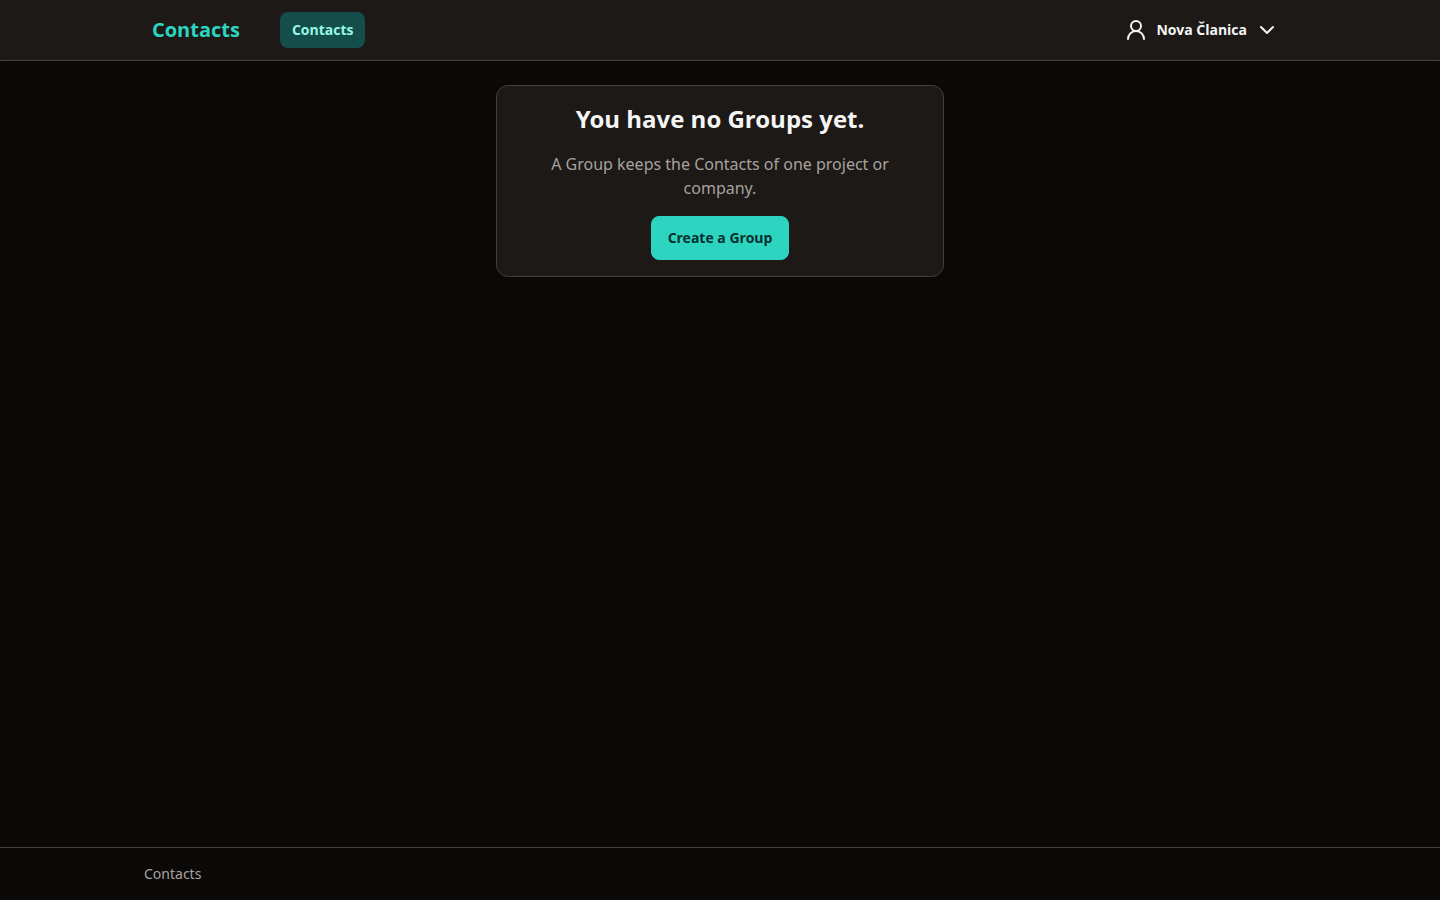 Contacts
Contacts
Nova Članica
You have no Groups yet.
A Group keeps the Contacts of one project or
company.
Create a Group
Contacts